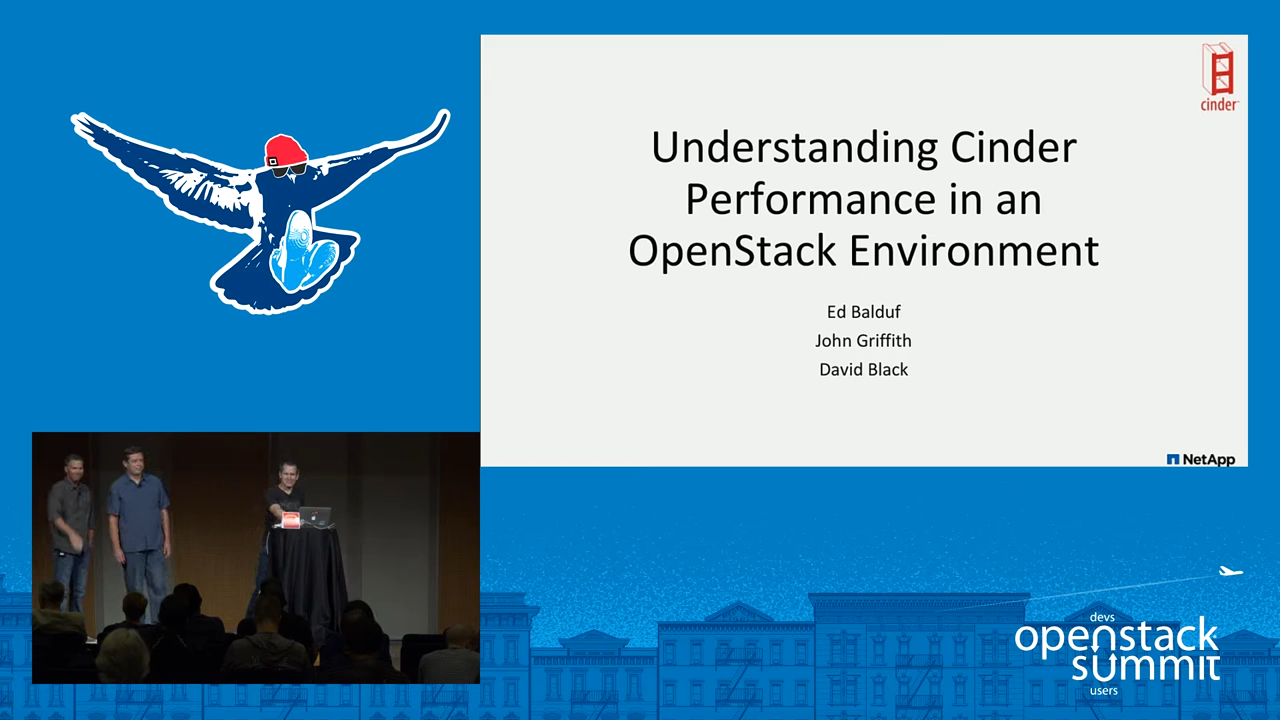 cinder
Understanding Cinder
Performance in an
OpenStack Environment
Ed Balduf
John Griffith
David Black
NetApp
devs
openstack
summit
users